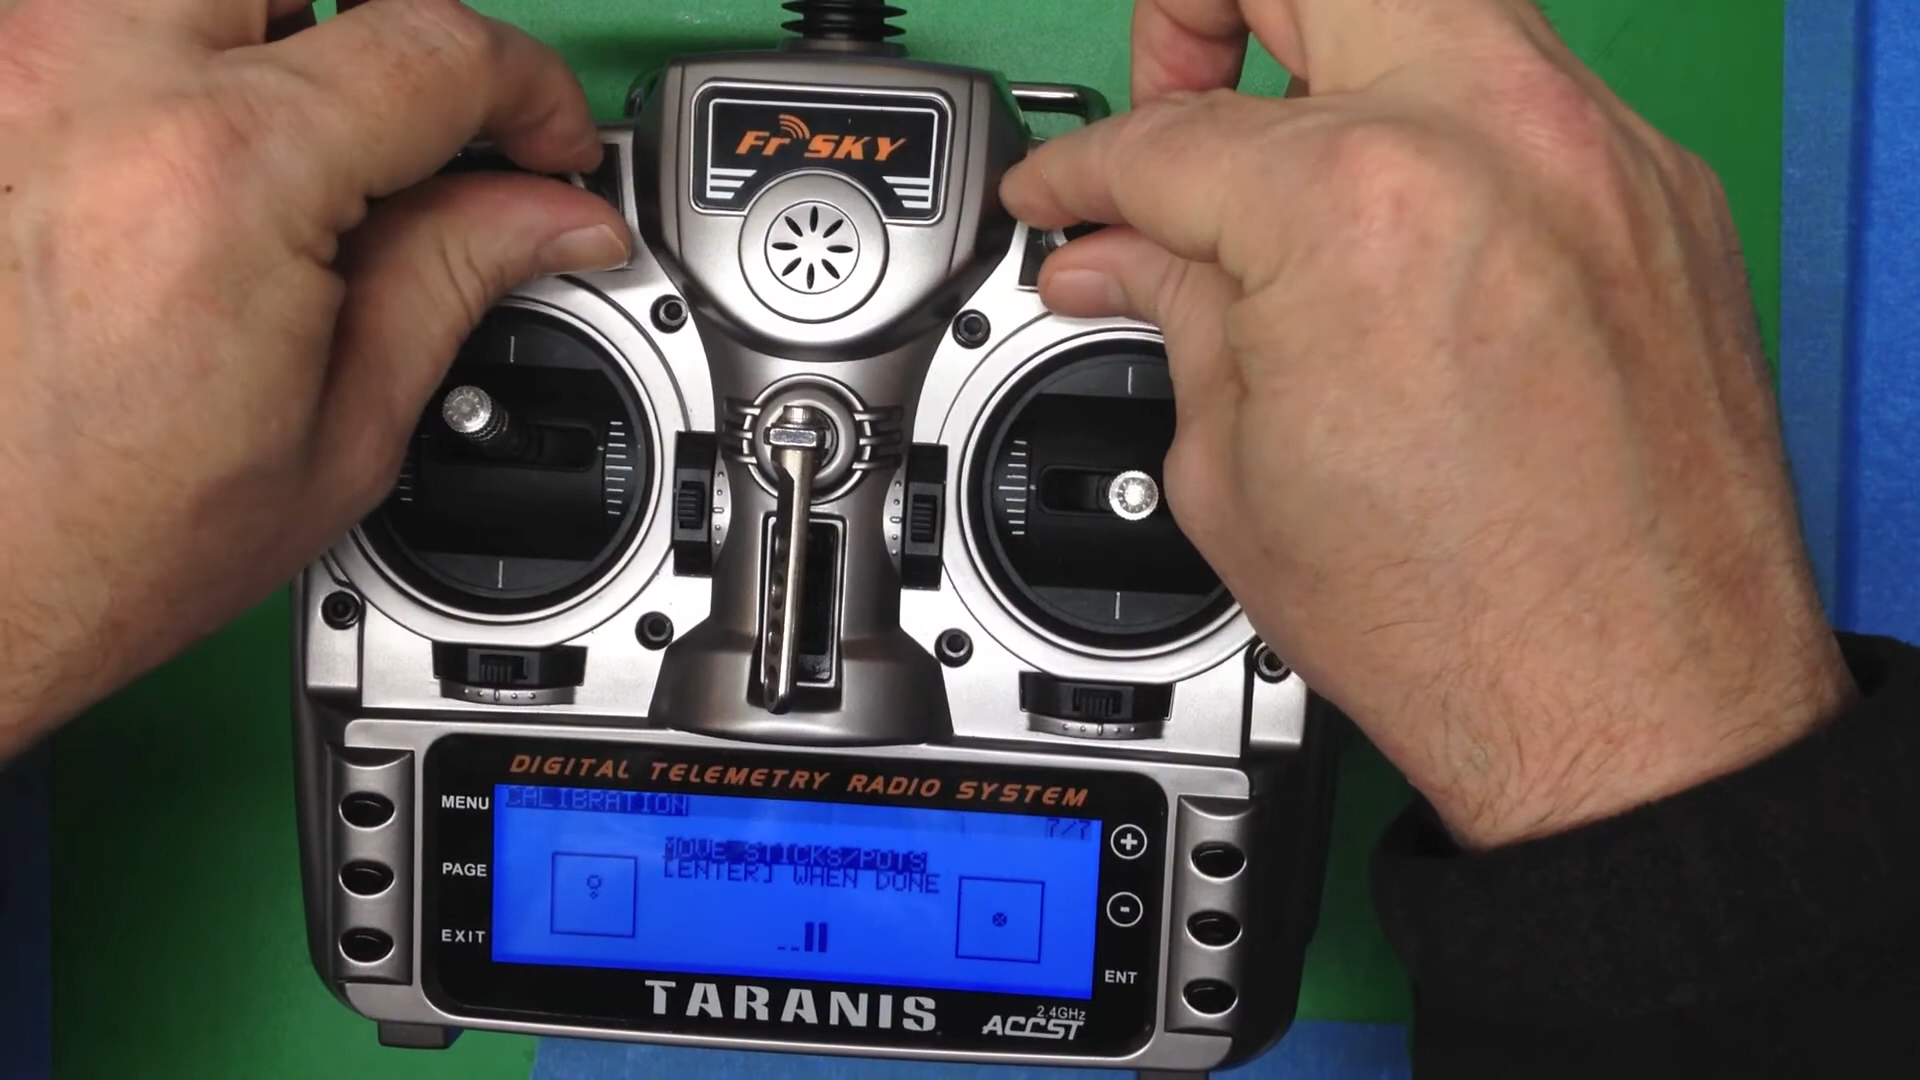 FrSKY
DIGITAL TELEMETRY RADIO SYSTEM
MENU
PAGE
EXIT
CALIBRATION
7/7
MOVE STICKS/POTS
[ENTER] WHEN DONE
+
-
ENT
TARANIS
2.4GHz
ACCST